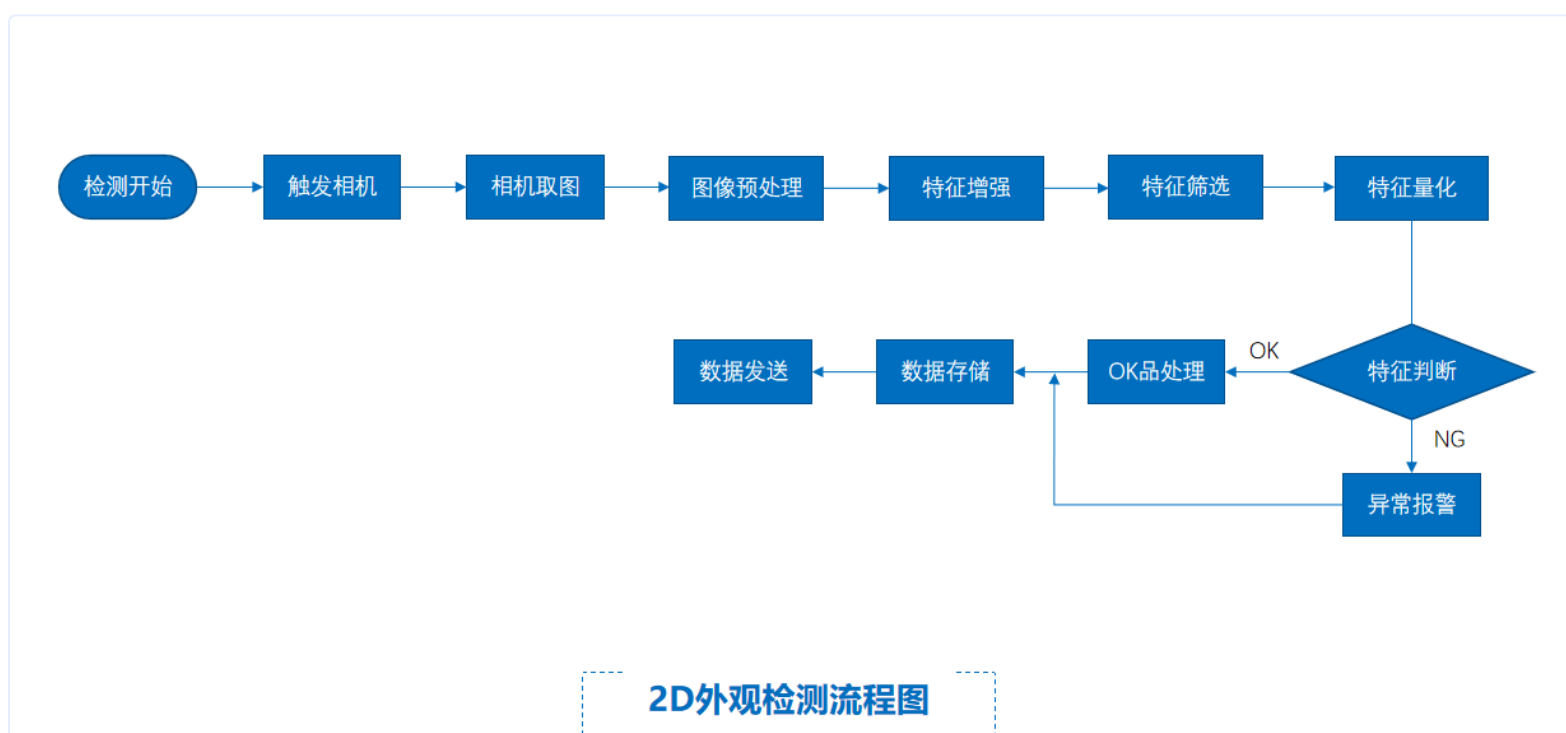 检测开始
触发相机
相机取图
图像预处理
特征增强
特征筛选
特征量化
数据发送
数据存储
OK品处理
OK
特征判断
NG
异常报警
2D外观检测流程图